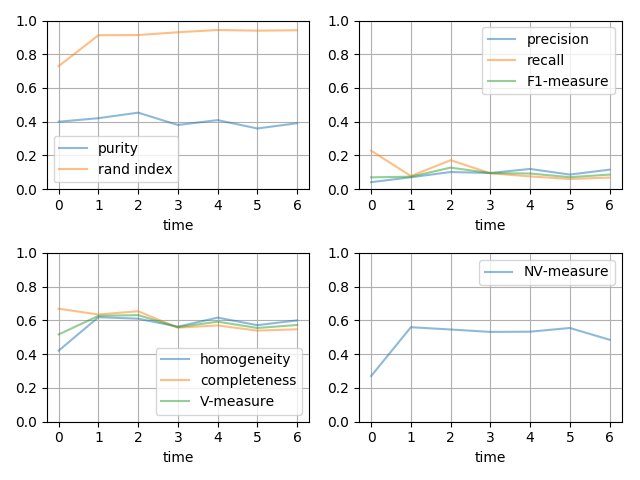 1.0
0.8
0.6
0.4
0.2
0.0
purity
rand index
0 1 2 3 4 5 6
time
1.0
0.8
0.6
0.4
0.2
0.0
precision
recall
F1-measure
0 1 2 3 4 5 6
time
1.0
0.8
0.6
0.4
0.2
0.0
homogeneity
completeness
V-measure
0 1 2 3 4 5 6
time
1.0
0.8
0.6
0.4
0.2
0.0
NV-measure
0 1 2 3 4 5 6
time